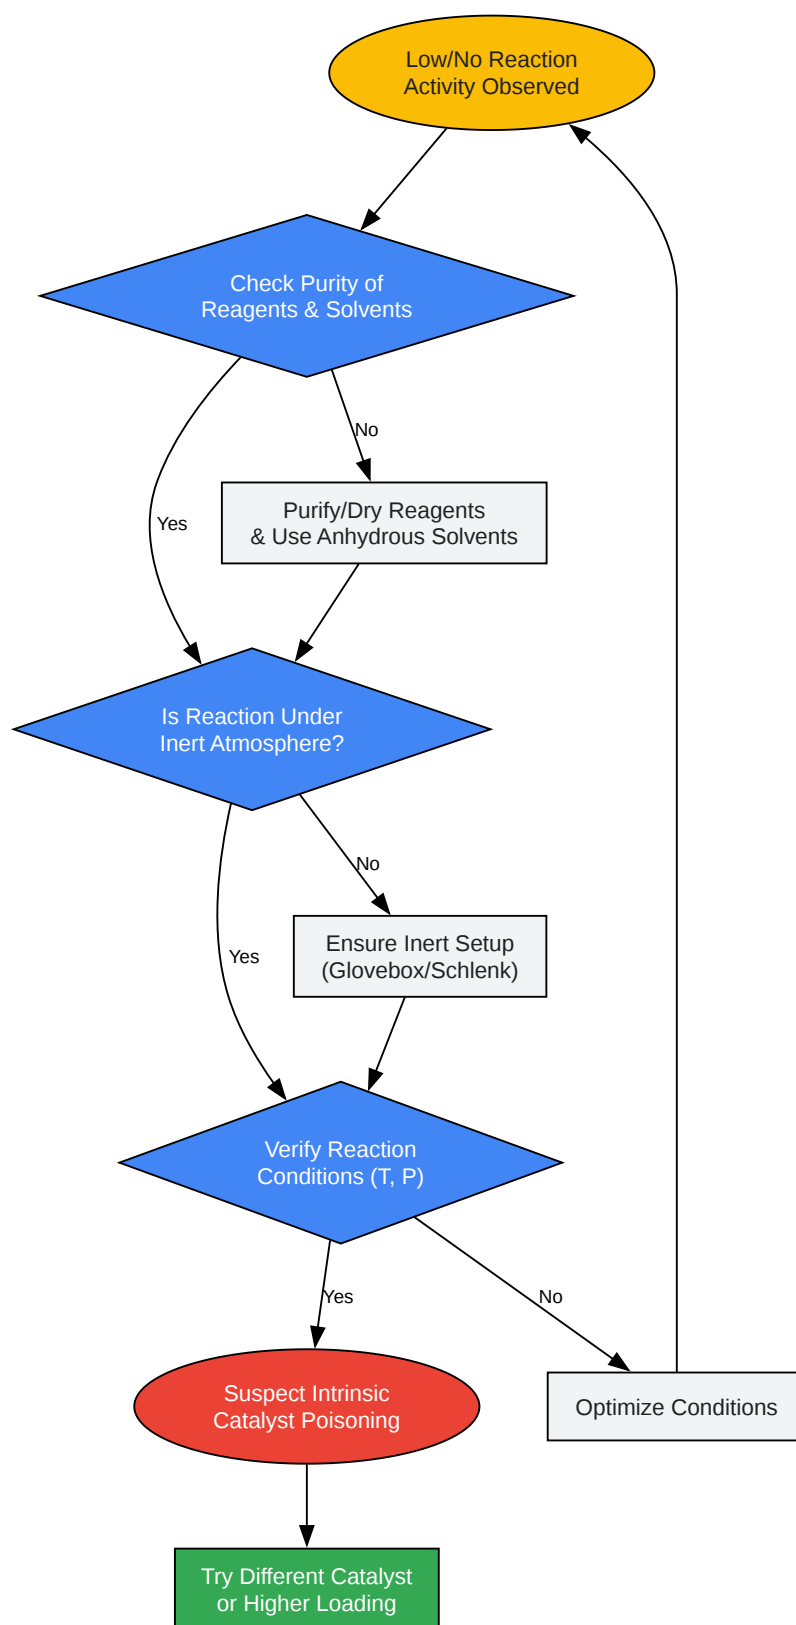 Low/No Reaction
Activity Observed
Check Purity of
Reagents & Solvents
No
Yes
Purify/Dry Reagents
& Use Anhydrous Solvents
Is Reaction Under
Inert Atmosphere?
No
Yes
Ensure Inert Setup
(Glovebox/Schlenk)
Verify Reaction
Conditions (T, P)
Yes
No
Suspect Intrinsic
Catalyst Poisoning
Optimize Conditions
Try Different Catalyst
or Higher Loading